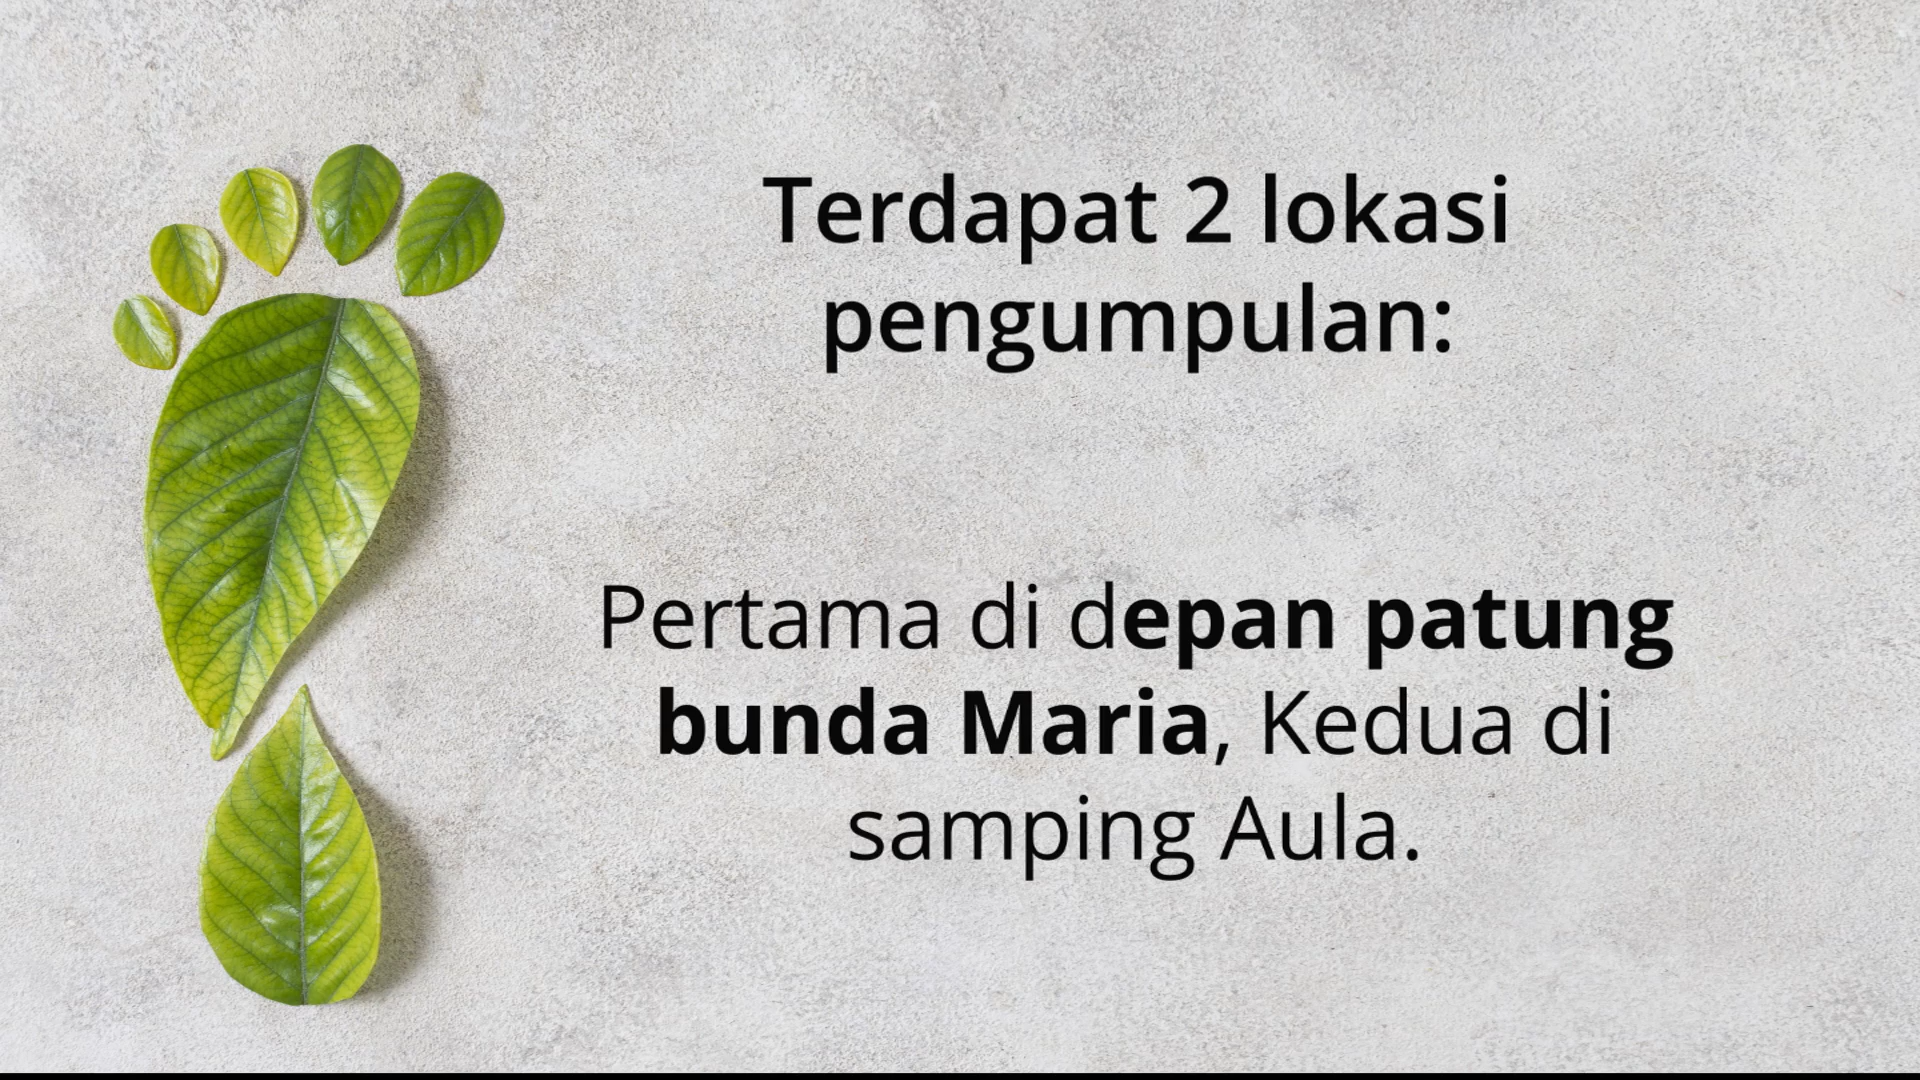 Terdapat 2 lokasi
pengumpulan:
Pertama di depan patung
bunda Maria, Kedua di
samping Aula.